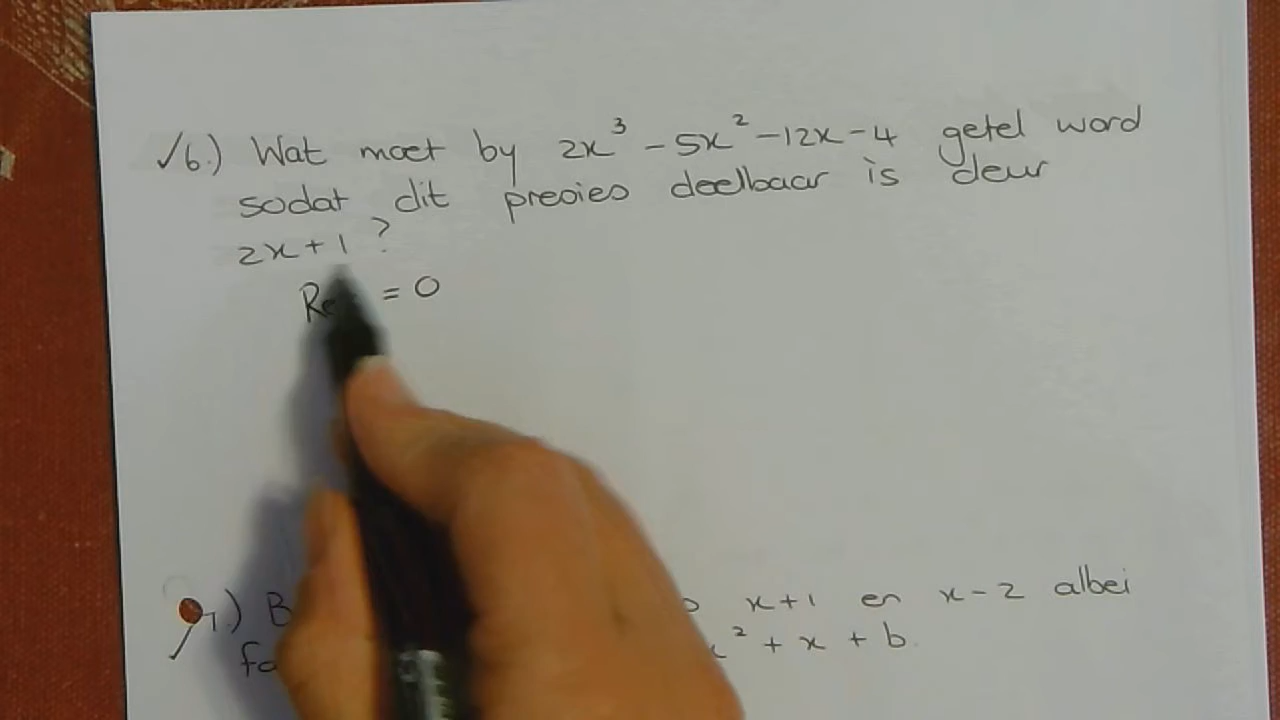 √6.) Wat moet by 2x³ - 5x² - 12x - 4 getel word
sodat dit presies deelbaar is deur
2x + 1 ?
= 0
x + 1 en x - 2 albei
² + x + b.